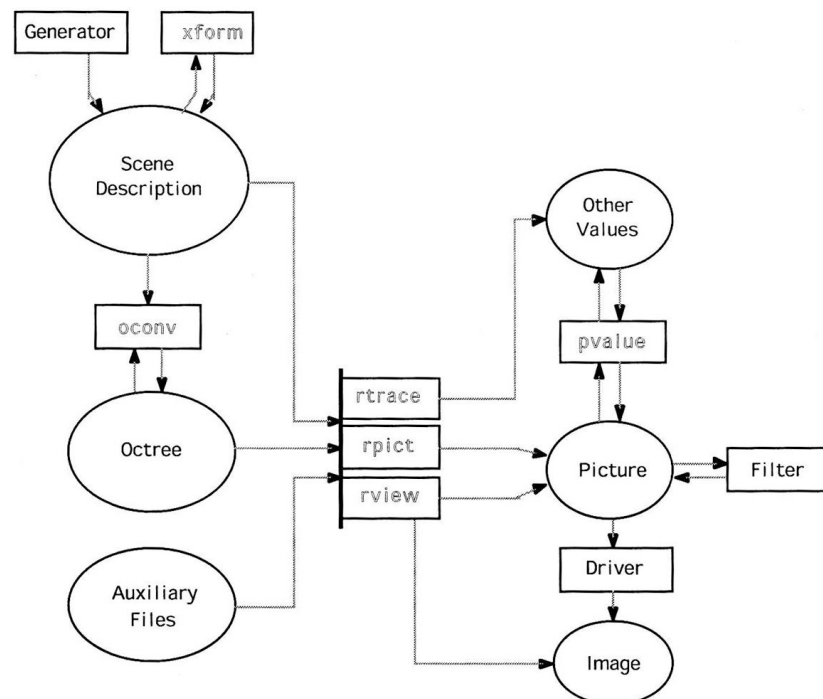 Generator
xform
Scene
Description
Other
Values
oconv
pvalue
rtrace
Octree
rpict
Picture
Filter
rview
Auxiliary
Files
Driver
Image